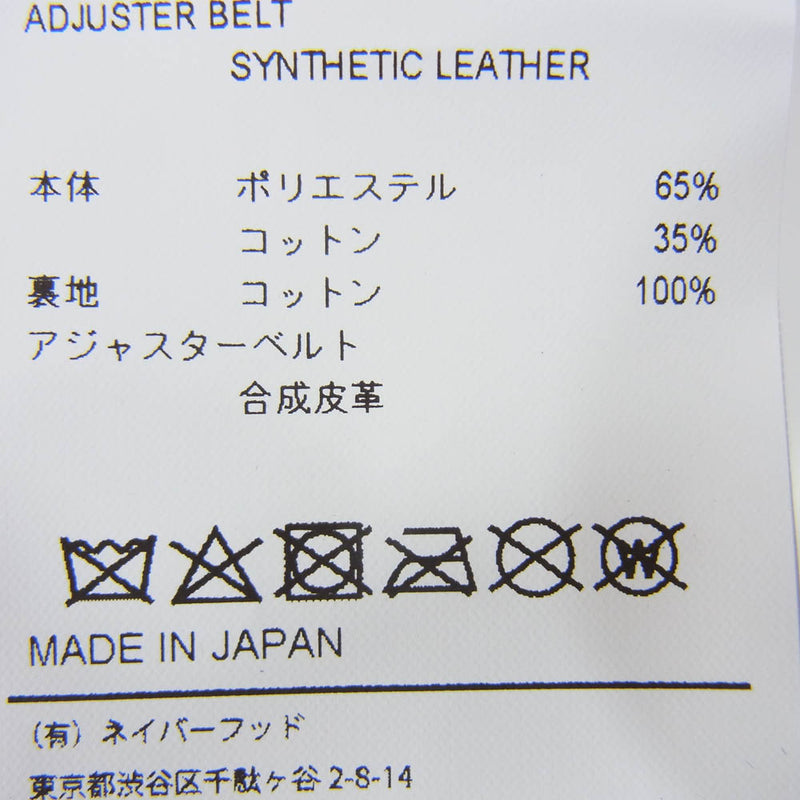 ADJUSTER BELT
SYNTHETIC LEATHER
本体 ポリエステル 65%
コットン 35%
裏地 コットン 100%
アジャスターベルト
合成皮革
W
MADE IN JAPAN
(有) ネイバーフッド
東京都渋谷区千駄ヶ谷 2-8-14